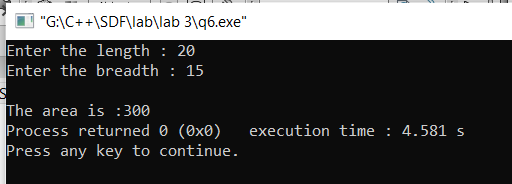 "G:\C++\SDF\lab\lab 3\q6.exe"
Enter the length : 20
Enter the breadth : 15
The area is :300
Process returned 0 (0x0)   execution time : 4.581 s
Press any key to continue.